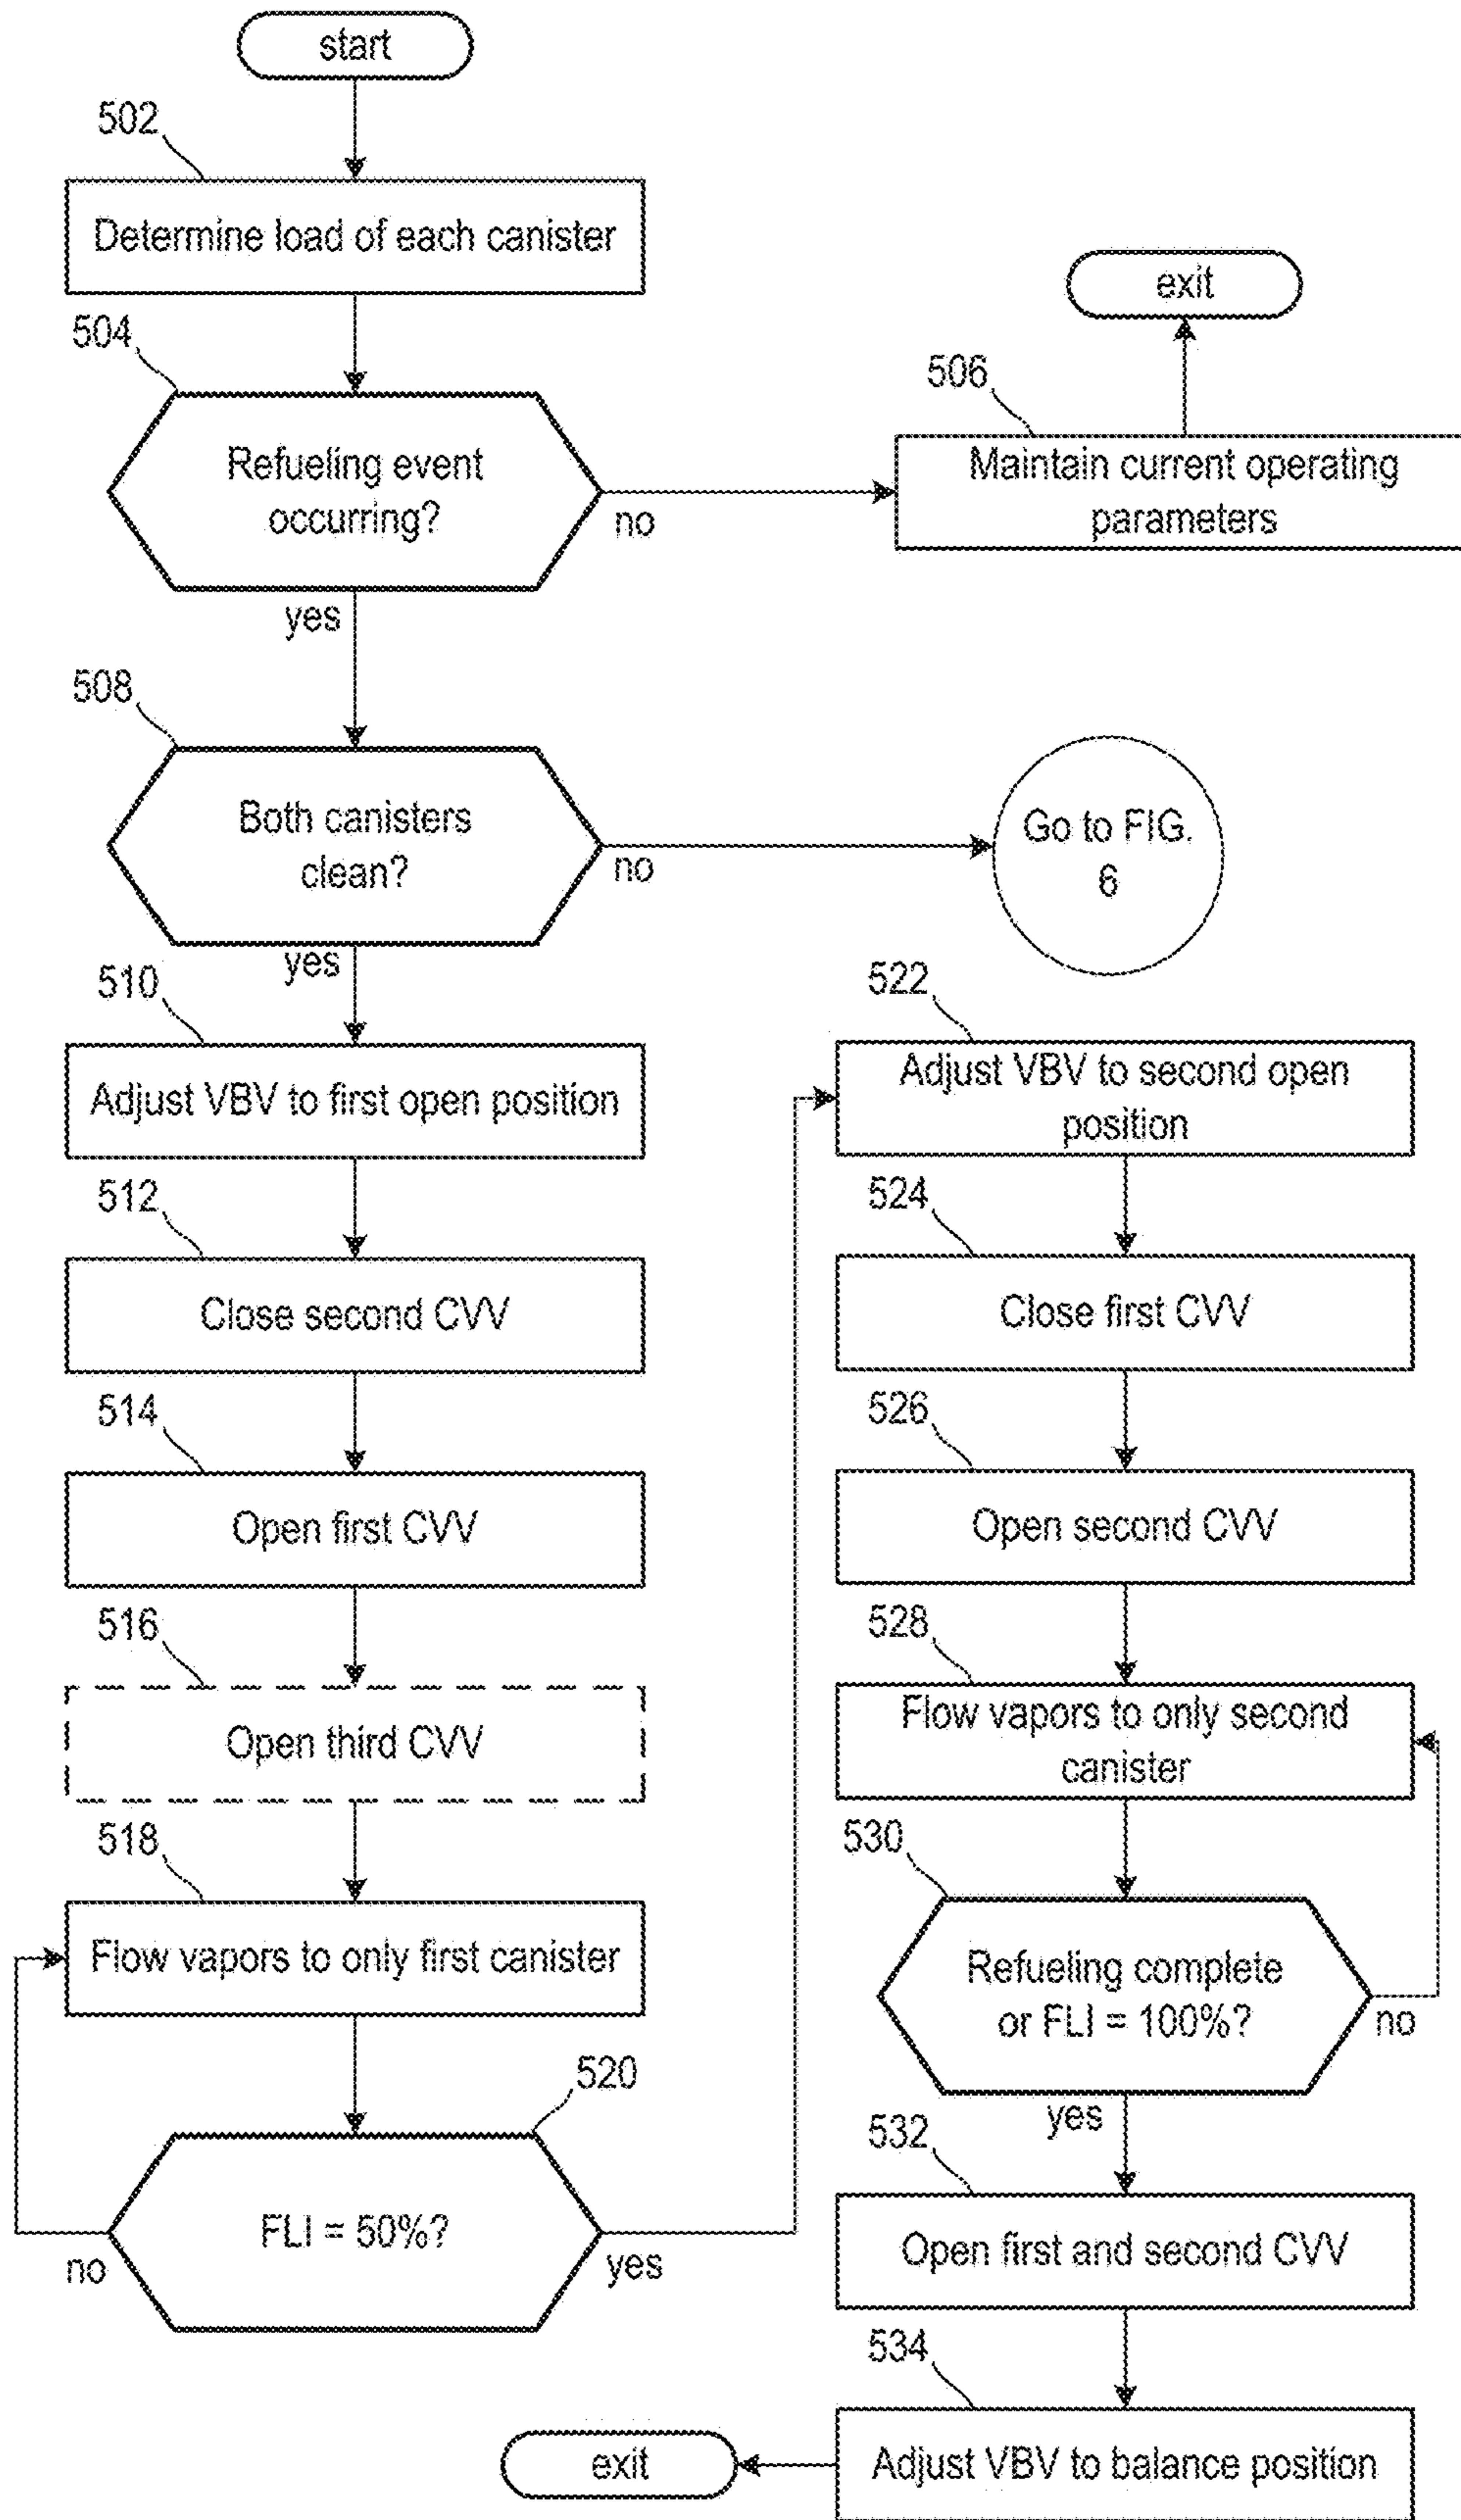 start
502
Determine load of each canister
504
Refueling event
occurring?
no
yes
exit
506
Maintain current operating
parameters
508
Both canisters
clean?
no
yes
Go to FIG.
6
510
Adjust VBV to first open position
512
Close second CVV
514
Open first CVV
516
Open third CVV
518
Flow vapors to only first canister
520
FLI = 50%?
no
yes
522
Adjust VBV to second open
position
524
Close first CVV
526
Open second CVV
528
Flow vapors to only second
canister
530
Refueling complete
or FLI = 100%?
no
yes
532
Open first and second CVV
534
Adjust VBV to balance position
exit